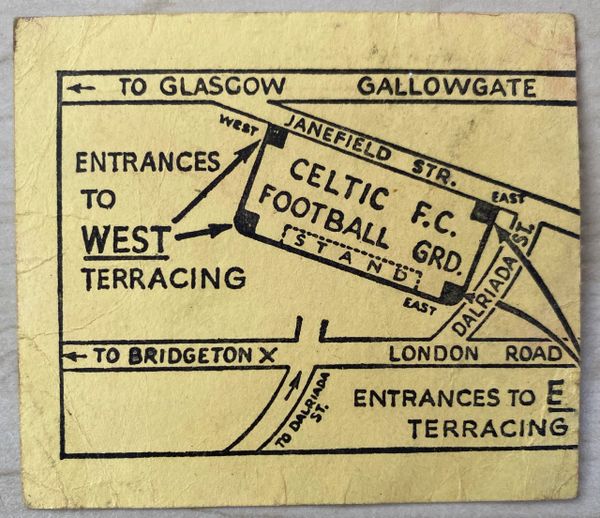 ← TO GLASGOW GALLOWGATE
WEST
JANEFIELD STR.
ENTRANCES
TO
WEST
TERRACING
CELTIC F.C.
FOOTBALL GRD.
STAND
EAST
EAST
DALRIADA ST.
← TO BRIDGETON X
LONDON ROAD
TO DALRIADA
ST.
ENTRANCES TO E
TERRACING